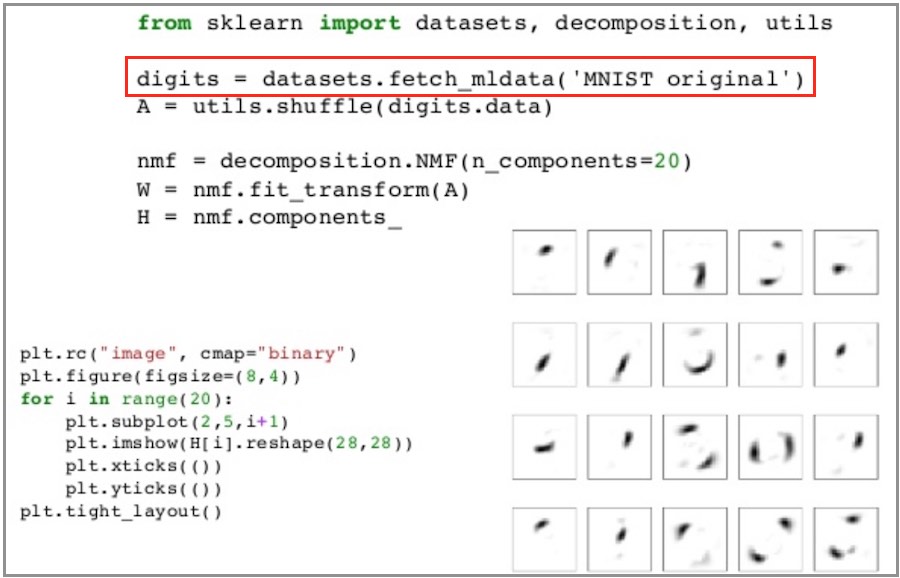 from sklearn import datasets, decomposition, utils
digits = datasets.fetch_mldata('MNIST original')
A = utils.shuffle(digits.data)
nmf = decomposition.NMF(n_components=20)
W = nmf.fit_transform(A)
H = nmf.components_
plt.rc("image", cmap="binary")
plt.figure(figsize=(8,4))
for i in range(20):
    plt.subplot(2,5,i+1)
    plt.imshow(H[i].reshape(28,28))
    plt.xticks(())
    plt.yticks(())
plt.tight_layout()